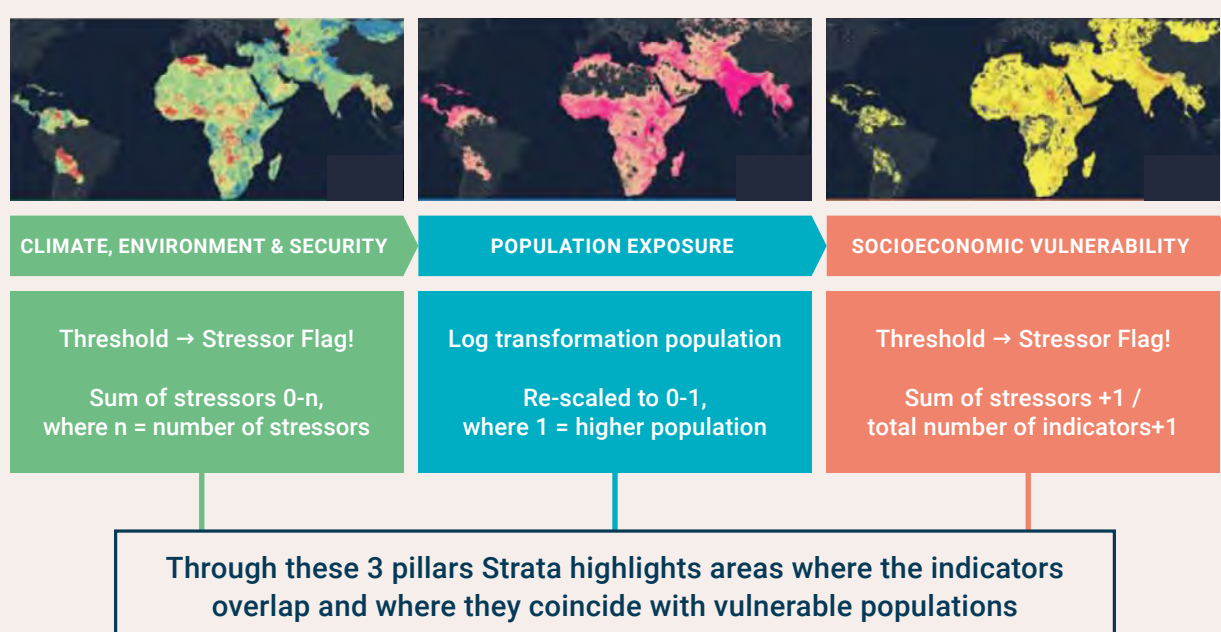 CLIMATE, ENVIRONMENT & SECURITY
POPULATION EXPOSURE
SOCIOECONOMIC VULNERABILITY
Threshold → Stressor Flag!
Sum of stressors 0-n,
where n = number of stressors
Log transformation population
Re-scaled to 0-1,
where 1 = higher population
Threshold → Stressor Flag!
Sum of stressors +1 /
total number of indicators+1
Through these 3 pillars Strata highlights areas where the indicators
overlap and where they coincide with vulnerable populations